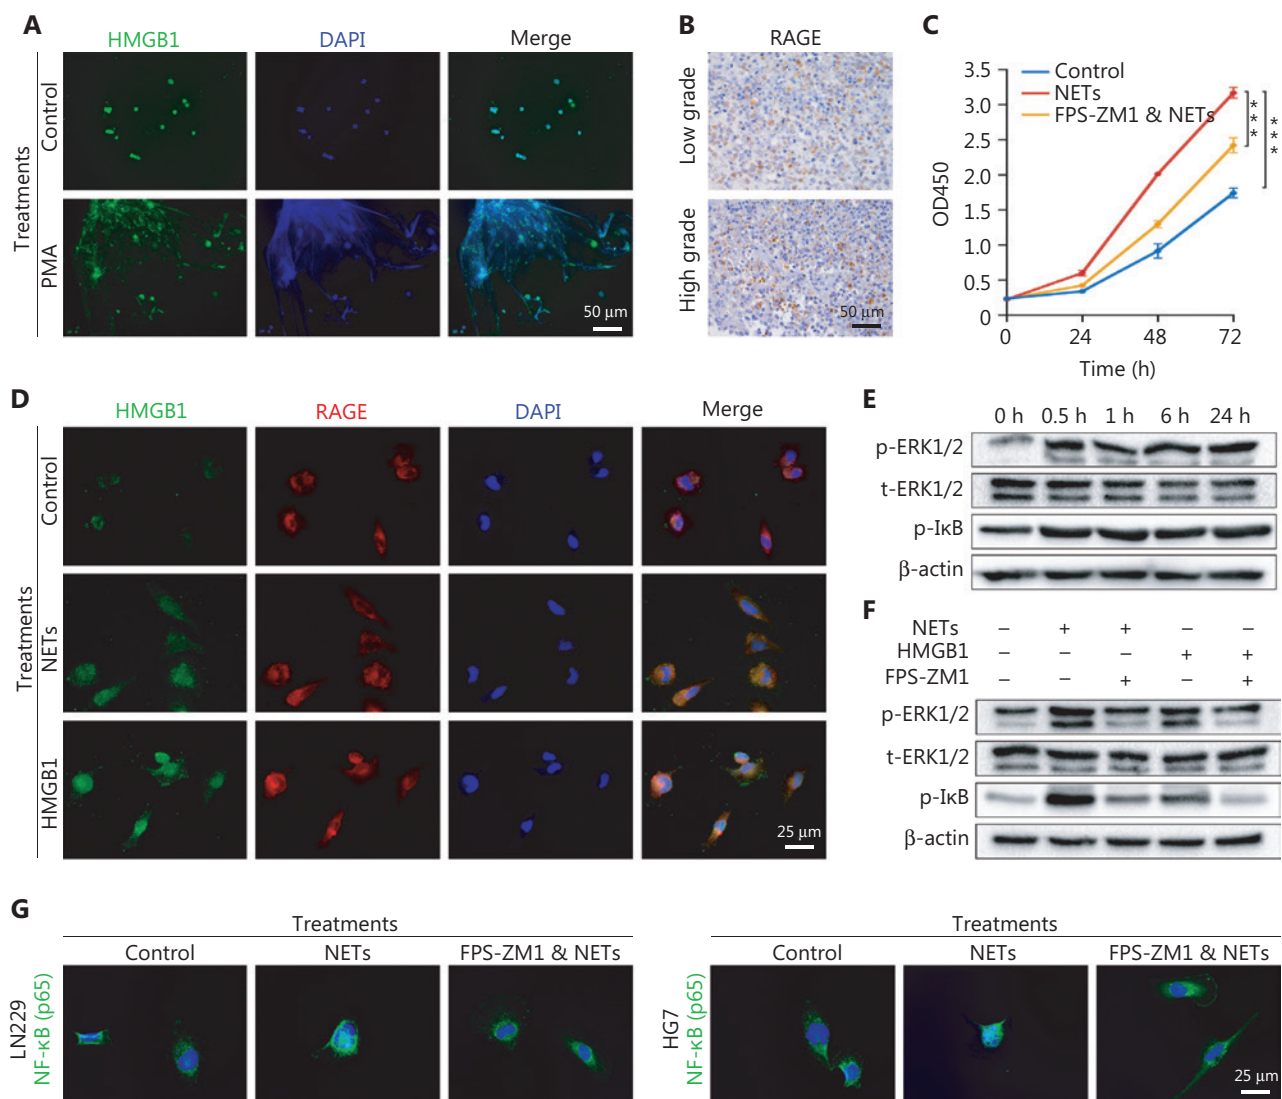 A
HMGB1 DAPI Merge
Treatments
Control
PMA
50 μm
B
RAGE
Low grade
High grade
50 μm
C
Control
NETs
FPS-ZM1 & NETs
OD450
3.5
3.0
2.5
2.0
1.5
1.0
0.5
0
0 24 48 72
Time (h)
***
***
D
HMGB1 RAGE DAPI Merge
Treatments
Control
NETs
HMGB1
25 μm
E
0 h 0.5 h 1 h 6 h 24 h
p-ERK1/2
t-ERK1/2
p-IκB
β-actin
F
NETs − + + − −
HMGB1 − − − + +
FPS-ZM1 − − + − +
p-ERK1/2
t-ERK1/2
p-IκB
β-actin
G
Treatments
Control NETs FPS-ZM1 & NETs
LN229
NF-κB (p65)
Treatments
Control NETs FPS-ZM1 & NETs
HG7
NF-κB (p65)
25 μm